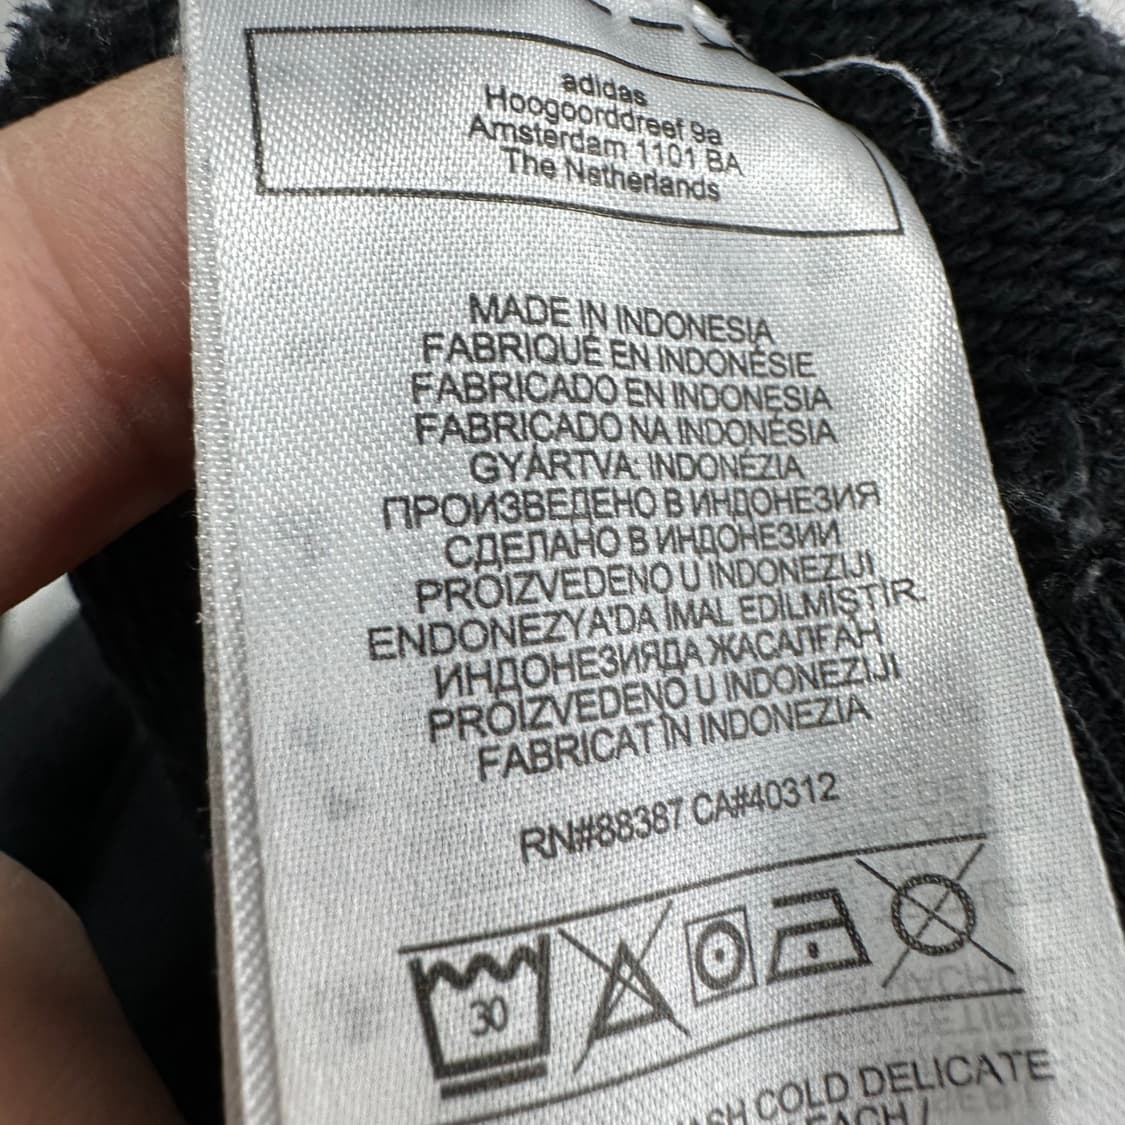 adidas
Hoogoorddreef 9a
Amsterdam 1101 BA
The Netherlands
MADE IN INDONESIA
FABRIQUÉ EN INDONÉSIE
FABRICADO EN INDONESIA
FABRICADO NA INDONÉSIA
GYÁRTVA: INDONÉZIA
ПРОИЗВЕДЕНО В ИНДОНЕЗИЯ
СДЕЛАНО В ИНДОНЕЗИИ
PROIZVEDENO U INDONEZIJI
ENDONEZYA'DA İMAL EDİLMİŞTİR.
ИНДОНЕЗИЯДА ЖАСАЛҒАН
PROIZVEDENO U INDONEZIJI
FABRICAT ÎN INDONEZIA
RN#88387 CA#40312
30
COLD DELICATE